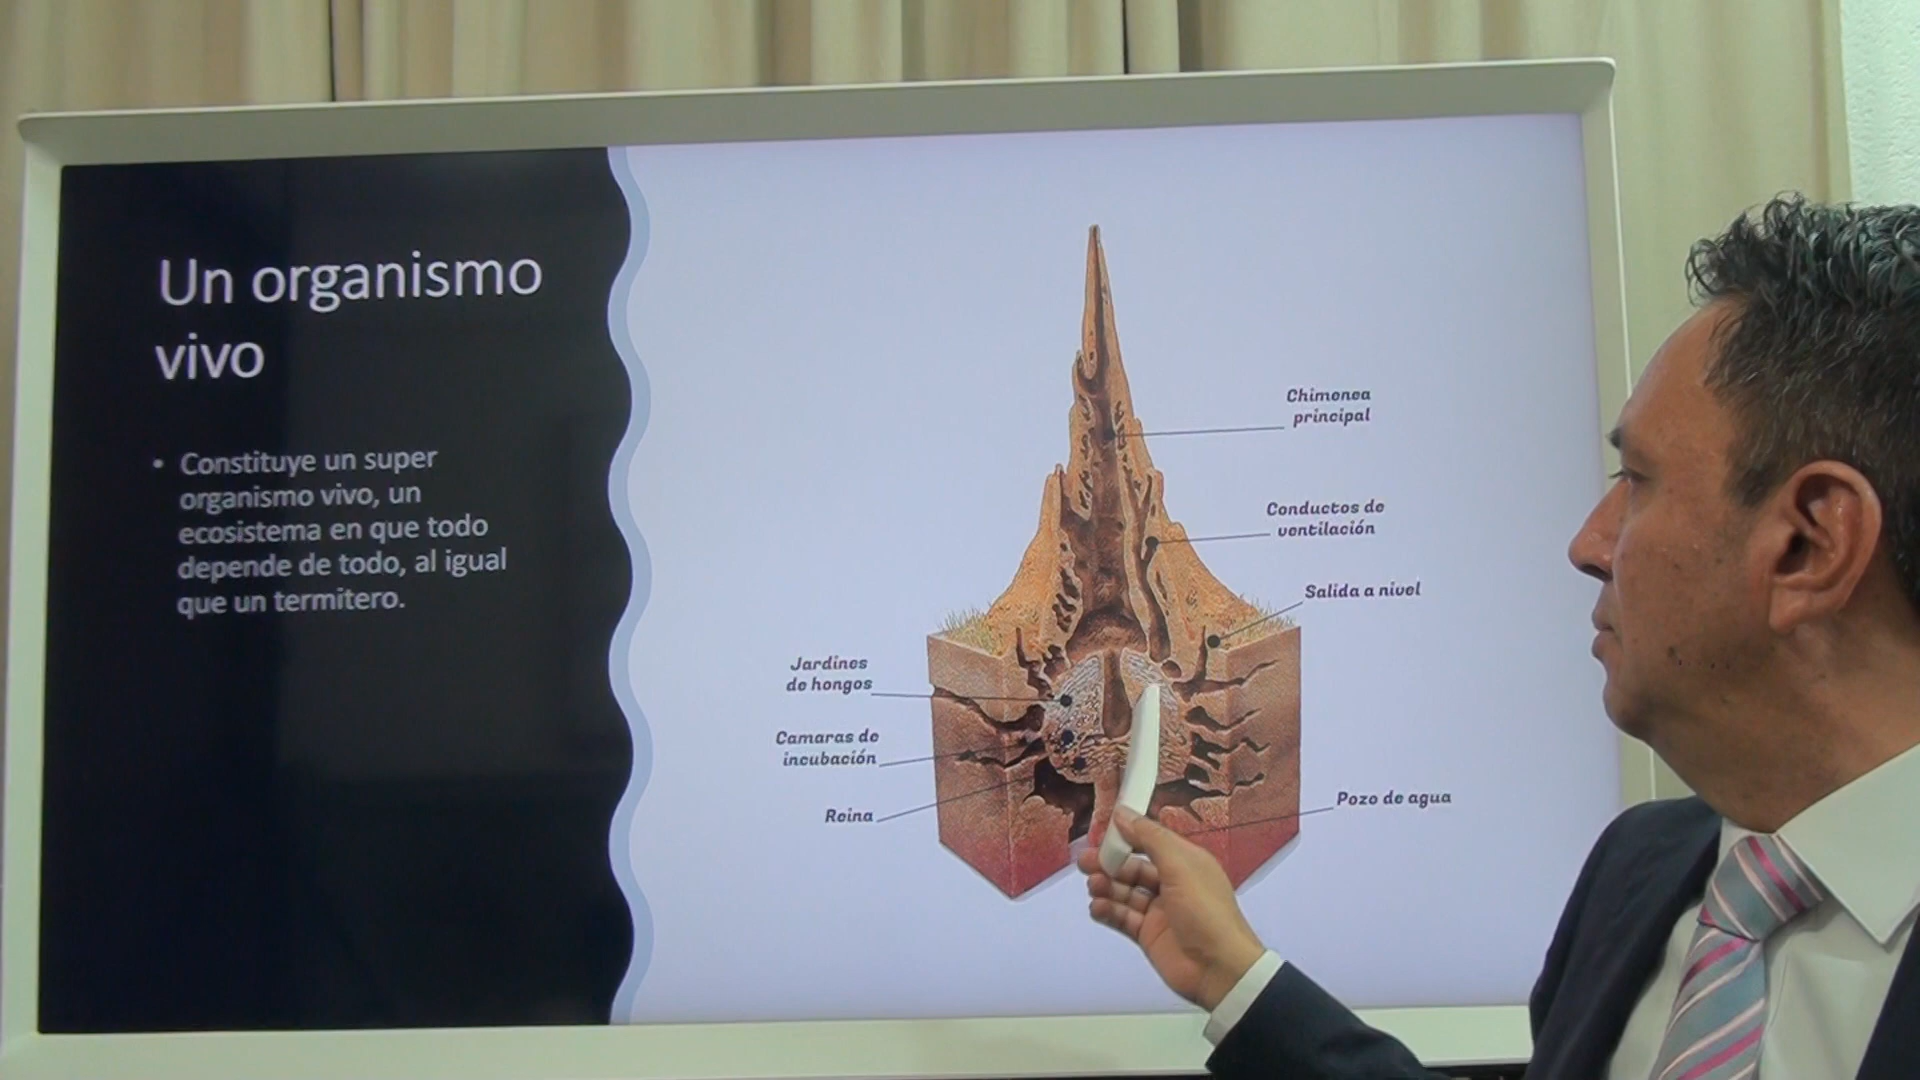 Un organismo
vivo
• Constituye un super
organismo vivo, un
ecosistema en que todo
depende de todo, al igual
que un termitero.
Chimenea
principal
Conductos de
ventilación
Salida a nivel
Jardines
de hongos
Camaras de
incubación
Reina
Pozo de agua